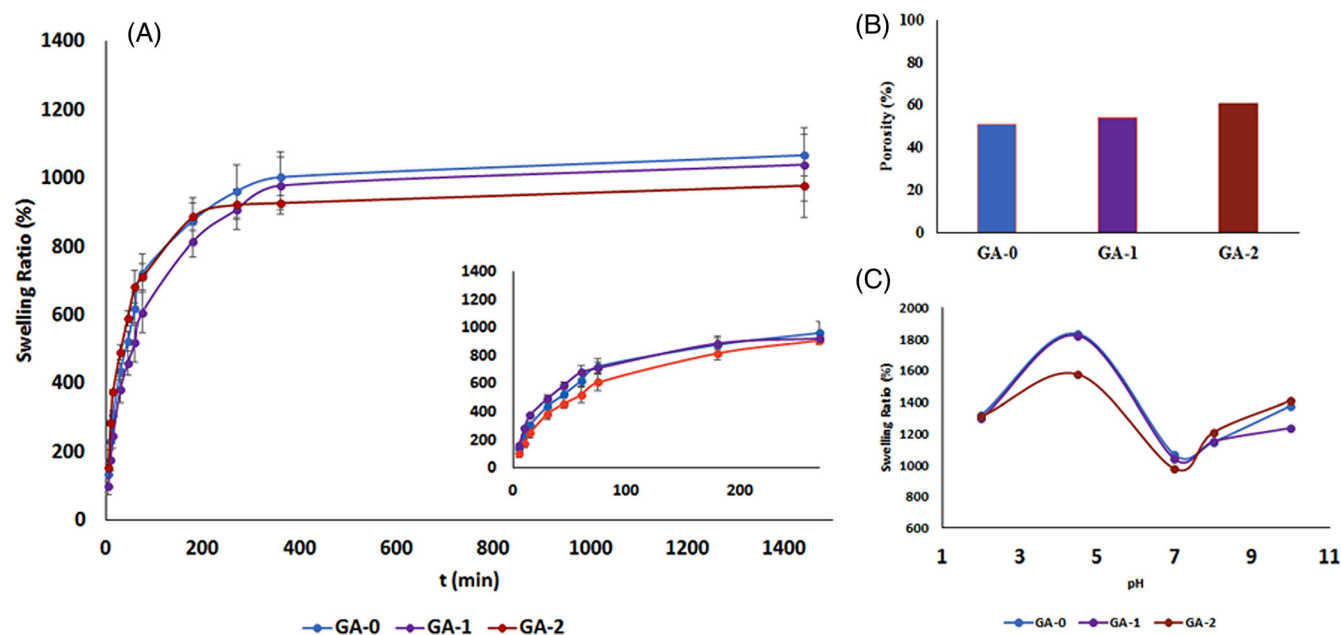 (A)
Swelling Ratio (%)
1400
1200
1000
800
600
400
200
0
0 200 400 600 800 1000 1200 1400
t (min)
1400
1200
1000
800
600
400
200
0
0 100 200
GA-0 GA-1 GA-2
(B)
Porosity (%)
100
80
60
40
20
0
GA-0 GA-1 GA-2
(C)
Swelling Ratio (%)
2000
1800
1600
1400
1200
1000
800
600
1 3 5 7 9 11
pH
GA-0 GA-1 GA-2